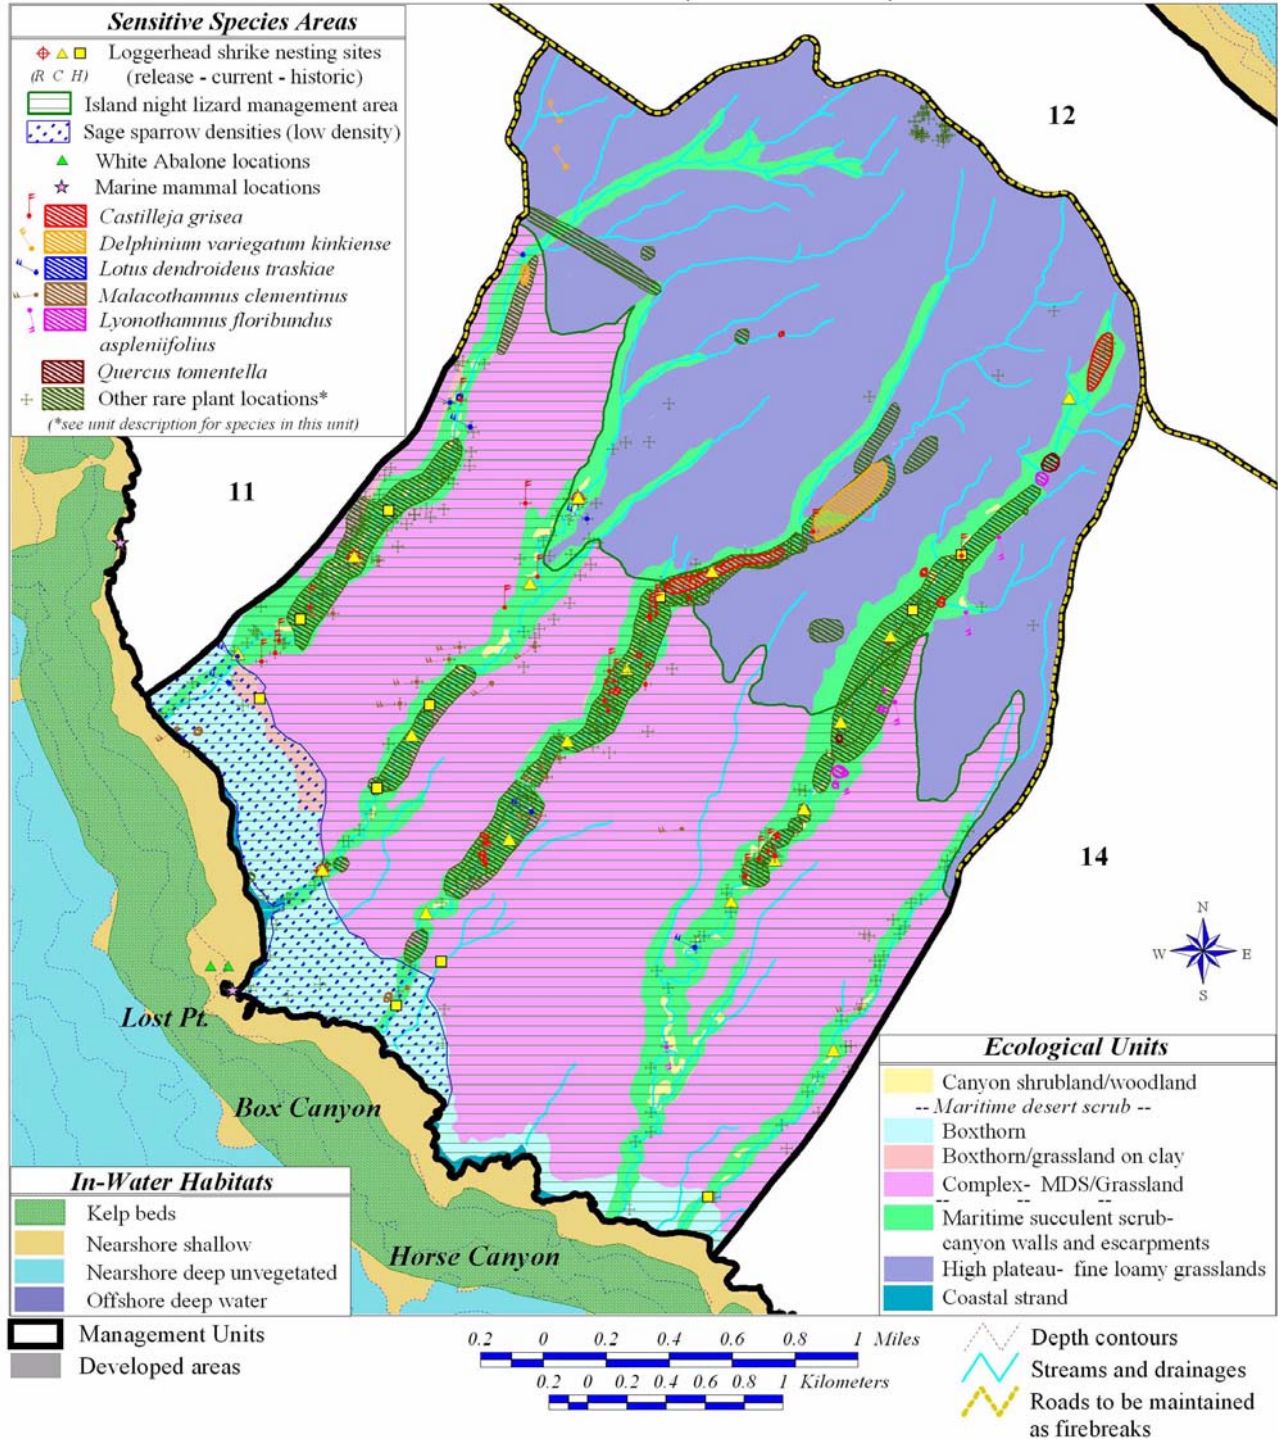 Sensitive Species Areas
Loggerhead shrike nesting sites
(R C H) (release - current - historic)
Island night lizard management area
Sage sparrow densities (low density)
White Abalone locations
Marine mammal locations
Castilleja grisea
Delphinium variegatum kinkiense
Lotus dendroideus traskiae
Malacothamnus clementinus
Lyonothamnus floribundus
aspleniifolius
Quercus tomentella
Other rare plant locations*
(*see unit description for species in this unit)
12
11
14
N
W E
S
Lost Pt.
Box Canyon
Horse Canyon
In-Water Habitats
Kelp beds
Nearshore shallow
Nearshore deep unvegetated
Offshore deep water
Management Units
Developed areas
Ecological Units
Canyon shrubland/woodland
-- Maritime desert scrub --
Boxthorn
Boxthorn/grassland on clay
Complex- MDS/Grassland
-- -- --
Maritime succulent scrub-
canyon walls and escarpments
High plateau- fine loamy grasslands
Coastal strand
0.2 0 0.2 0.4 0.6 0.8 1 Miles
0.2 0 0.2 0.4 0.6 0.8 1 Kilometers
Depth contours
Streams and drainages
Roads to be maintained
as firebreaks